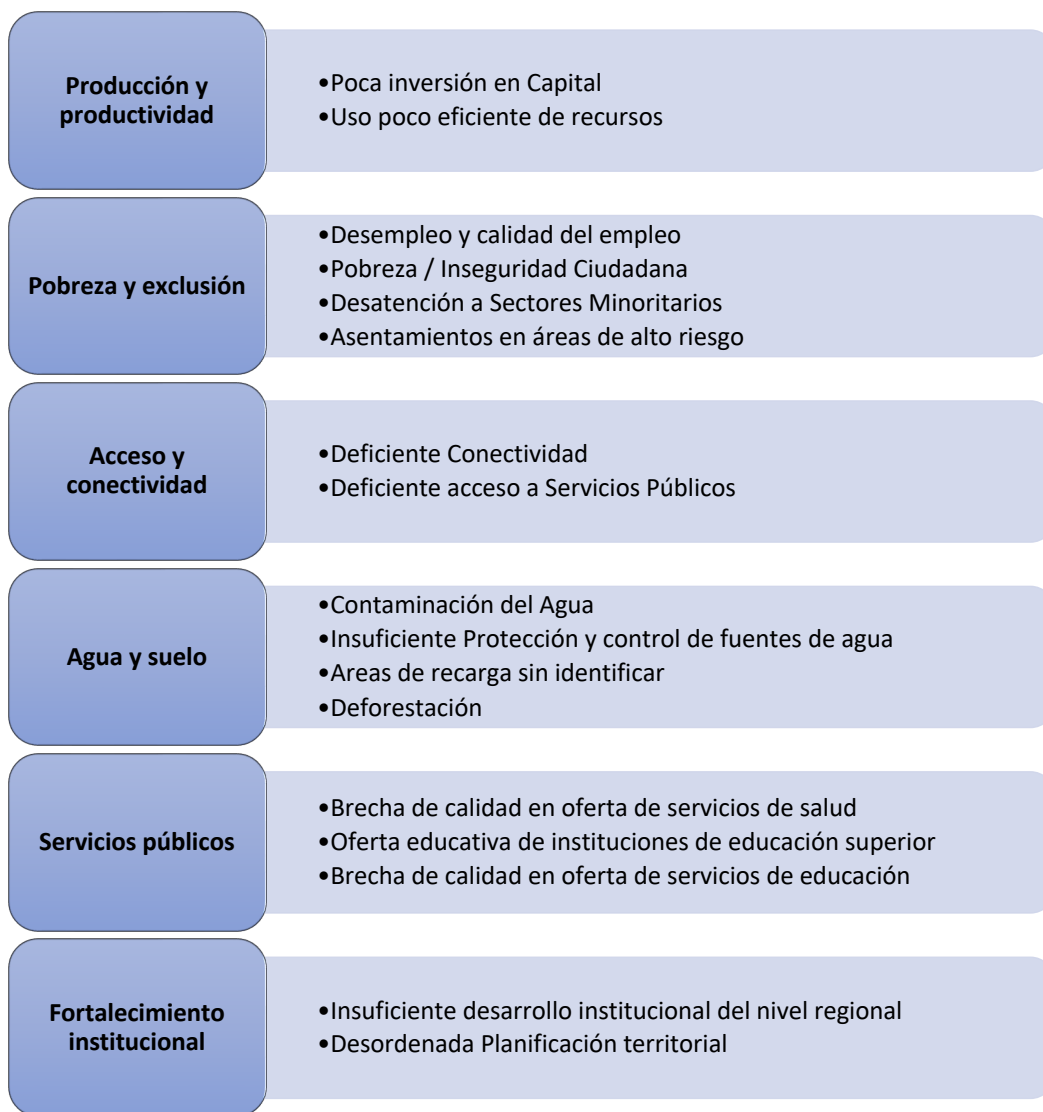 Producción y
productividad
•Poca inversión en Capital
•Uso poco eficiente de recursos
Pobreza y exclusión
•Desempleo y calidad del empleo
•Pobreza / Inseguridad Ciudadana
•Desatención a Sectores Minoritarios
•Asentamientos en áreas de alto riesgo
Acceso y
conectividad
•Deficiente Conectividad
•Deficiente acceso a Servicios Públicos
Agua y suelo
•Contaminación del Agua
•Insuficiente Protección y control de fuentes de agua
•Areas de recarga sin identificar
•Deforestación
Servicios públicos
•Brecha de calidad en oferta de servicios de salud
•Oferta educativa de instituciones de educación superior
•Brecha de calidad en oferta de servicios de educación
Fortalecimiento
institucional
•Insuficiente desarrollo institucional del nivel regional
•Desordenada Planificación territorial